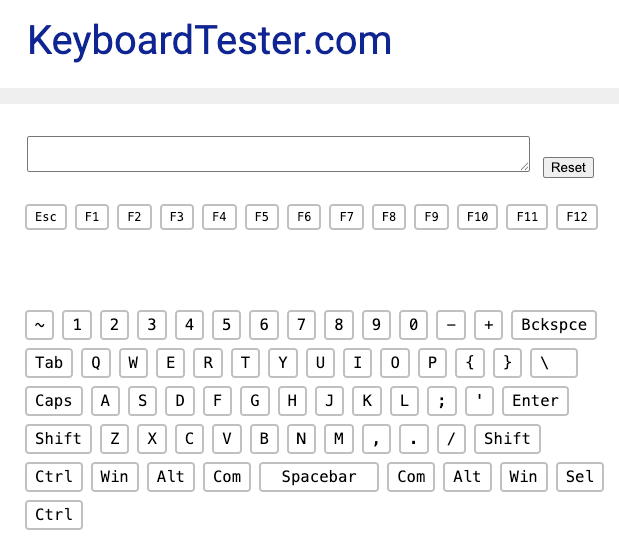 KeyboardTester.com
Reset
Esc F1 F2 F3 F4 F5 F6 F7 F8 F9 F10 F11 F12
~ 1 2 3 4 5 6 7 8 9 0 - + Bckspce
Tab Q W E R T Y U I O P { } \
Caps A S D F G H J K L ; ' Enter
Shift Z X C V B N M , . / Shift
Ctrl Win Alt Com Spacebar Com Alt Win Sel
Ctrl